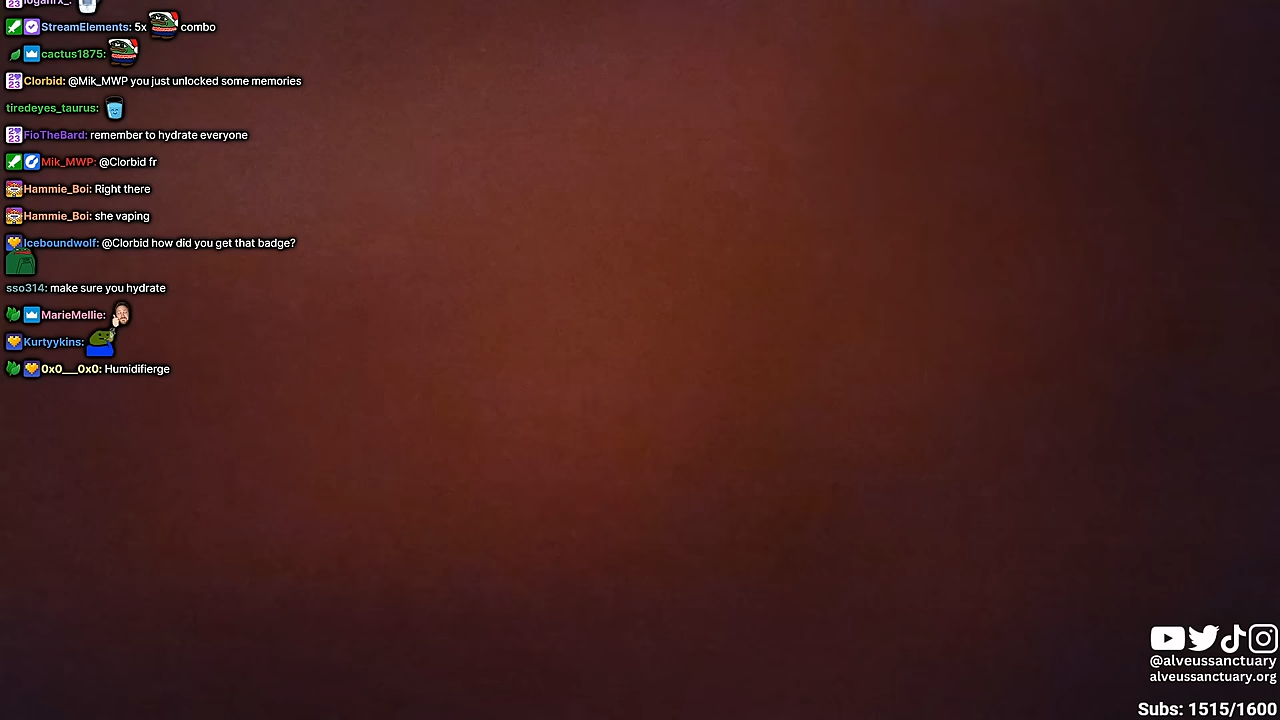 StreamElements: 5x combo
cactus1875:
Clorbid: @Mik_MWP you just unlocked some memories
tiredeyes_taurus:
FioTheBard: remember to hydrate everyone
Mik_MWP: @Clorbid fr
Hammie_Boi: Right there
Hammie_Boi: she vaping
Iceboundwolf: @Clorbid how did you get that badge?
sso314: make sure you hydrate
MarieMellie:
Kurtyykins:
0x0__0x0: Humidifierge
@alveussanctuary
alveussanctuary.org
Subs: 1515/1600